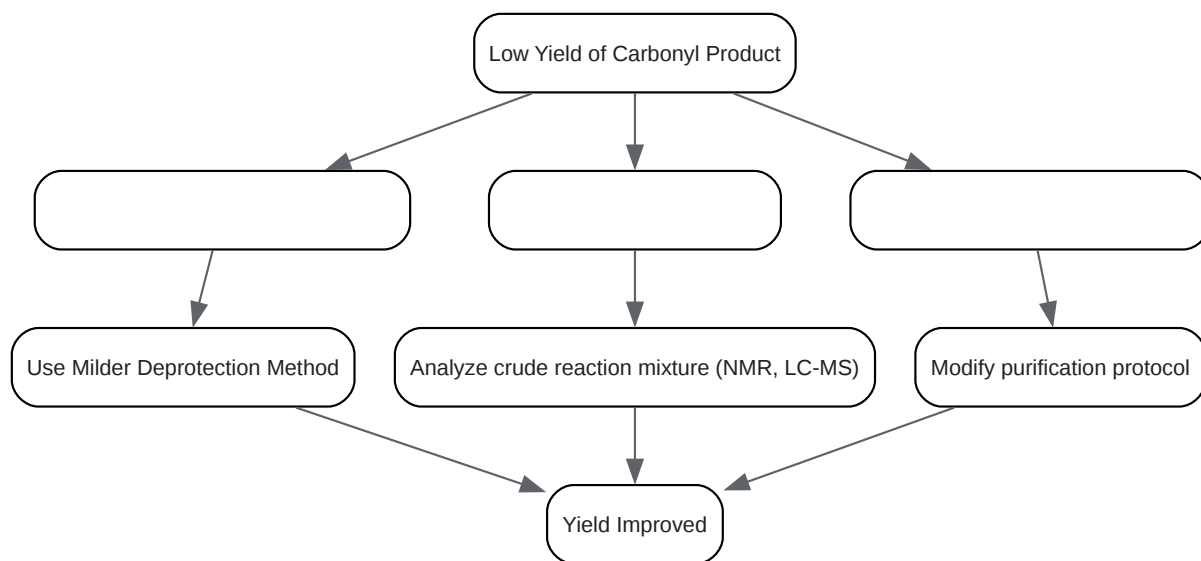 Low Yield of Carbonyl Product
Use Milder Deprotection Method
Analyze crude reaction mixture (NMR, LC-MS)
Modify purification protocol
Yield Improved